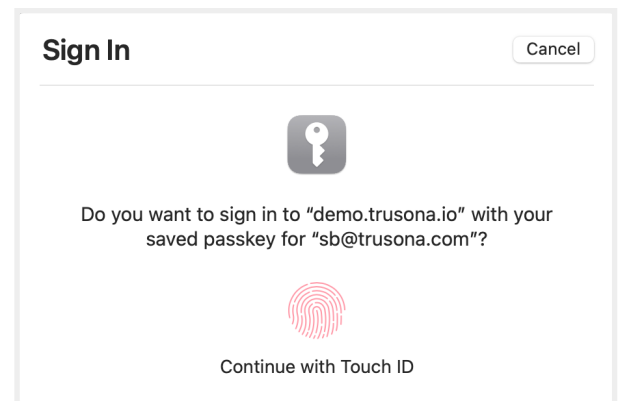 Sign In
Cancel
Do you want to sign in to “demo.trusona.io” with your
saved passkey for “sb@trusona.com”?
Continue with Touch ID